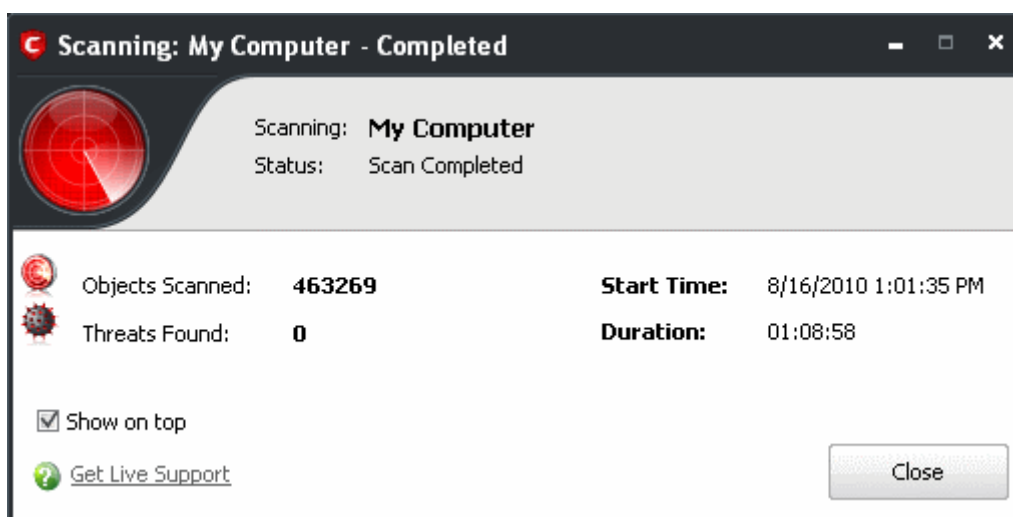 Scanning: My Computer - Completed
Scanning: My Computer
Status: Scan Completed
Objects Scanned: 463269
Start Time: 8/16/2010 1:01:35 PM
Threats Found: 0
Duration: 01:08:58
Show on top
Get Live Support
Close